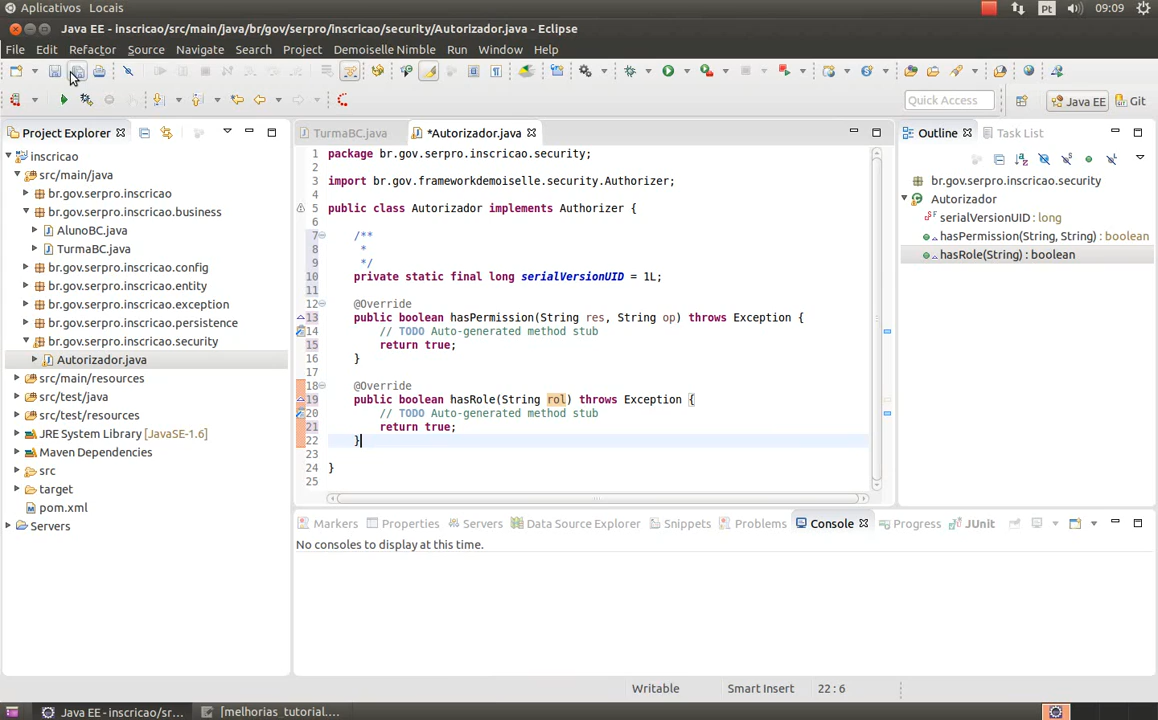 Aplicativos Locais
Pt 09:09
Java EE - inscricao/src/main/java/br/gov/serpro/inscricao/security/Autorizador.java - Eclipse
File Edit Refactor Source Navigate Search Project Demoiselle Nimble Run Window Help
Quick Access Java EE Git
Project Explorer
inscricao
src/main/java
br.gov.serpro.inscricao
br.gov.serpro.inscricao.business
AlunoBC.java
TurmaBC.java
br.gov.serpro.inscricao.config
br.gov.serpro.inscricao.entity
br.gov.serpro.inscricao.exception
br.gov.serpro.inscricao.persistence
br.gov.serpro.inscricao.security
Autorizador.java
src/main/resources
src/test/java
src/test/resources
JRE System Library [JavaSE-1.6]
Maven Dependencies
src
target
pom.xml
Servers
TurmaBC.java *Autorizador.java
1 package br.gov.serpro.inscricao.security;
2
3 import br.gov.frameworkdemoiselle.security.Authorizer;
4
5 public class Autorizador implements Authorizer {
6
7 /**
8 *
9 */
10 private static final long serialVersionUID = 1L;
11
12 @Override
13 public boolean hasPermission(String res, String op) throws Exception {
14 // TODO Auto-generated method stub
15 return true;
16 }
17
18 @Override
19 public boolean hasRole(String rol) throws Exception {
20 // TODO Auto-generated method stub
21 return true;
22 }
23
24 }
25
Outline Task List
br.gov.serpro.inscricao.security
Autorizador
serialVersionUID : long
hasPermission(String, String) : boolean
hasRole(String) : boolean
Markers Properties Servers Data Source Explorer Snippets Problems Console Progress JUnit
No consoles to display at this time.
Writable Smart Insert 22 : 6
Java EE - inscricao/sr... [melhorias_tutorial....